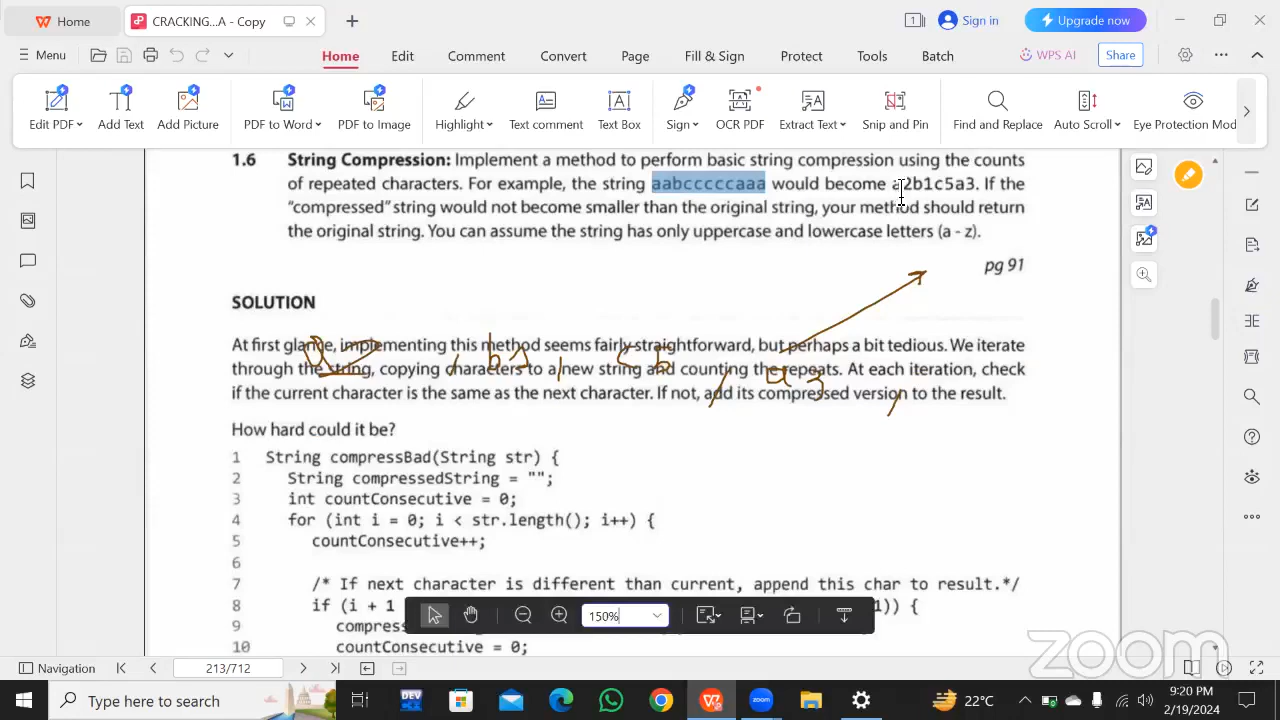 Home
CRACKING...A - Copy
1
Sign in
Upgrade now
Menu
Home
Edit
Comment
Convert
Page
Fill & Sign
Protect
Tools
Batch
WPS AI
Share
Edit PDF
Add Text
Add Picture
PDF to Word
PDF to Image
Highlight
Text comment
Text Box
Sign
OCR PDF
Extract Text
Snip and Pin
Find and Replace
Auto Scroll
Eye Protection Mod
1.6 String Compression: Implement a method to perform basic string compression using the counts
of repeated characters. For example, the string aabcccccaaa would become a2b1c5a3. If the
“compressed” string would not become smaller than the original string, your method should return
the original string. You can assume the string has only uppercase and lowercase letters (a - z).
pg 91
SOLUTION
At first glance, implementing this method seems fairly straightforward, but perhaps a bit tedious. We iterate
through the string, copying characters to a new string and counting the repeats. At each iteration, check
if the current character is the same as the next character. If not, add its compressed version to the result.
a 3
How hard could it be?
1 String compressBad(String str) {
2 String compressedString = "";
3 int countConsecutive = 0;
4 for (int i = 0; i < str.length(); i++) {
5 countConsecutive++;
6
7 /* If next character is different than current, append this char to result.*/
8 if (i + 1
1)) {
9 compres
10 countConsecutive = 0;
150%
zoom
Navigation
213/712
Type here to search
DEV
22°C
9:20 PM
2/19/2024